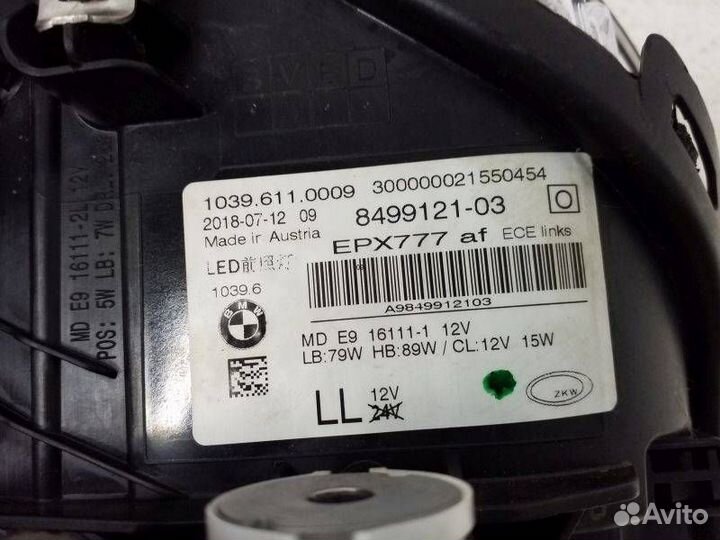 1039.611.0009 300000021550454
2018-07-12 09 8499121-03 O
Made in Austria EPX777 af ECE links
LED前照灯
1039.6
A9849912103
BMW
MD E9 16111-1 12V
LB:79W HB:89W / CL:12V 15W
LL 12V
24V
ZKW
MD E9 16111-2L 12V
POS: 5W LB: 7W
Avito